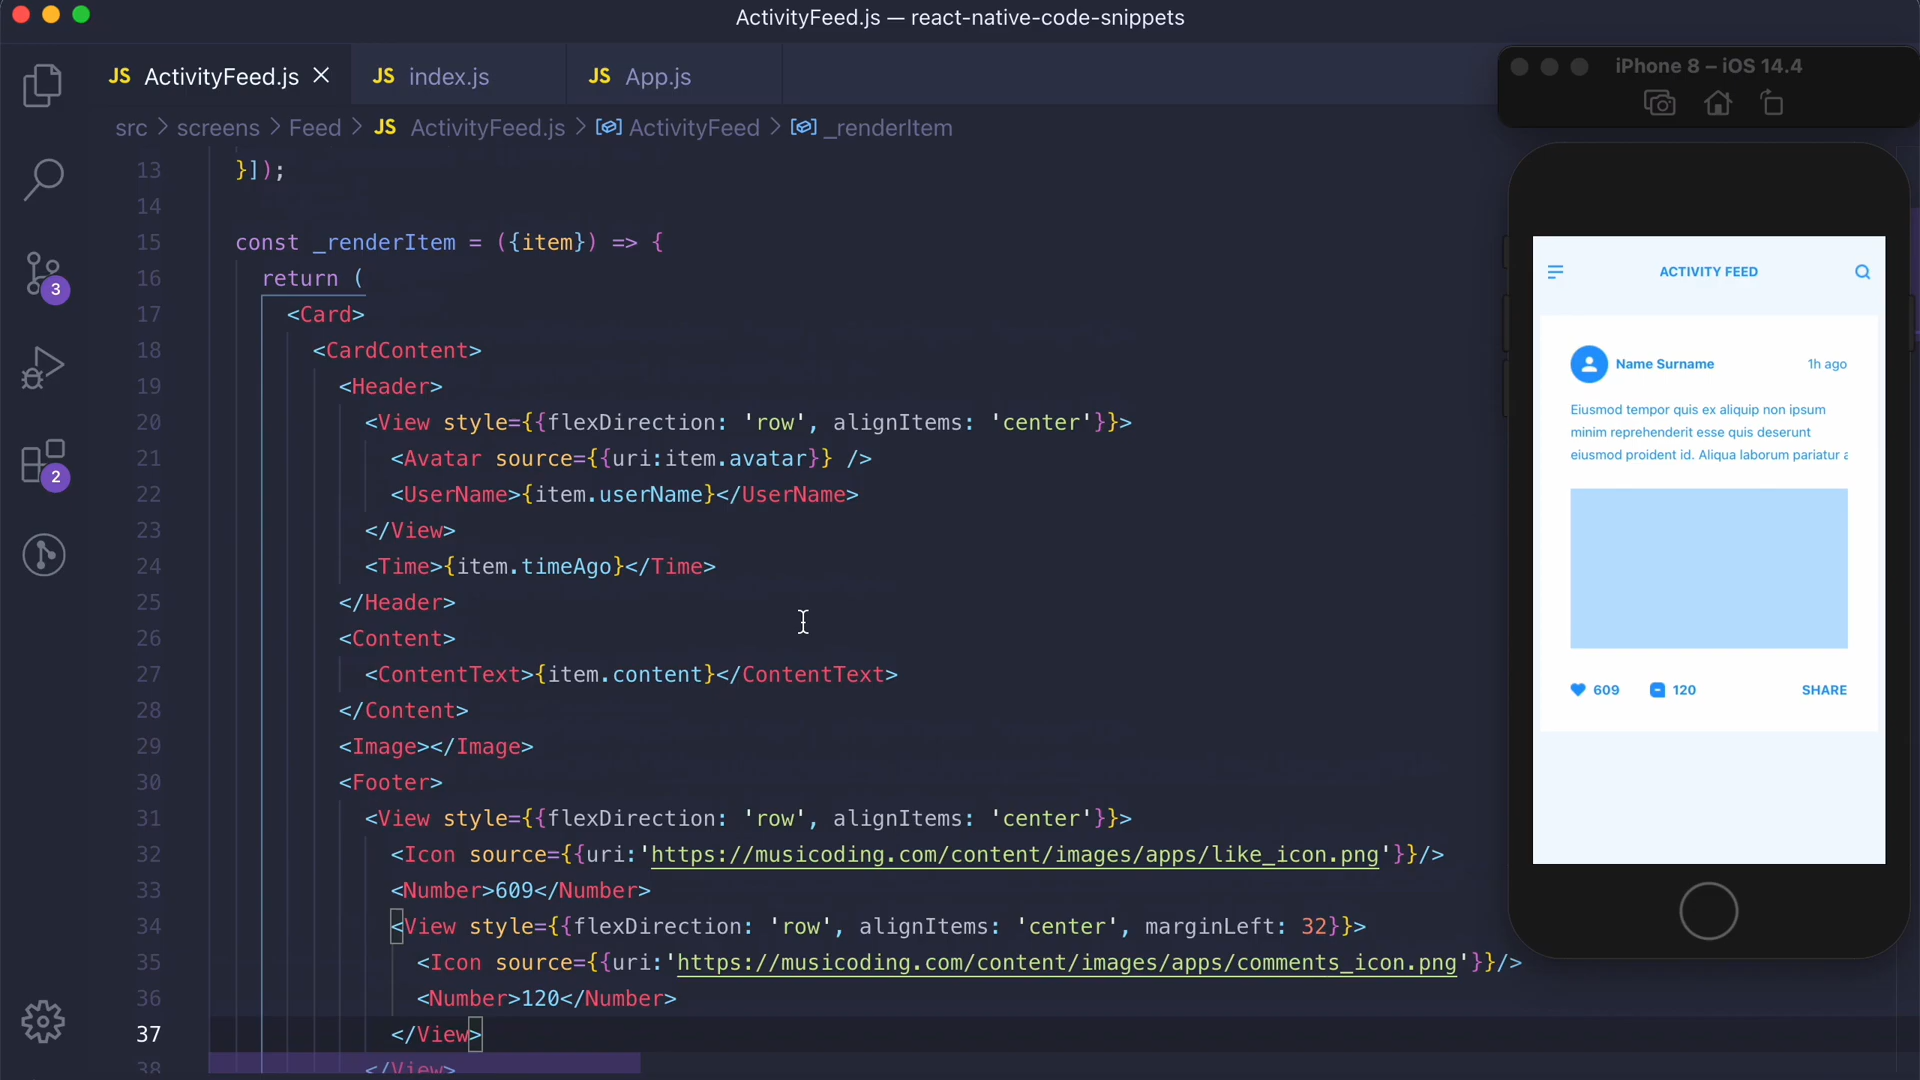 ActivityFeed.js — react-native-code-snippets
JS ActivityFeed.js
JS index.js
JS App.js
src > screens > Feed > JS ActivityFeed.js > ActivityFeed > _renderItem
3
2
13 }]);
14
15 const _renderItem = ({item}) => {
16 return (
17 <Card>
18 <CardContent>
19 <Header>
20 <View style={{flexDirection: 'row', alignItems: 'center'}}>
21 <Avatar source={{uri:item.avatar}} />
22 <UserName>{item.userName}</UserName>
23 </View>
24 <Time>{item.timeAgo}</Time>
25 </Header>
26 <Content>
27 <ContentText>{item.content}</ContentText>
28 </Content>
29 <Image></Image>
30 <Footer>
31 <View style={{flexDirection: 'row', alignItems: 'center'}}>
32 <Icon source={{uri:'https://musicoding.com/content/images/apps/like_icon.png'}}/>
33 <Number>609</Number>
34 <View style={{flexDirection: 'row', alignItems: 'center', marginLeft: 32}}>
35 <Icon source={{uri:'https://musicoding.com/content/images/apps/comments_icon.png'}}/>
36 <Number>120</Number>
37 </View>
38 </View>
iPhone 8 – iOS 14.4
ACTIVITY FEED
Name Surname
1h ago
Eiusmod tempor quis ex aliquip non ipsum
minim reprehenderit esse quis deserunt
eiusmod proident id. Aliqua laborum pariatur
609
120
SHARE